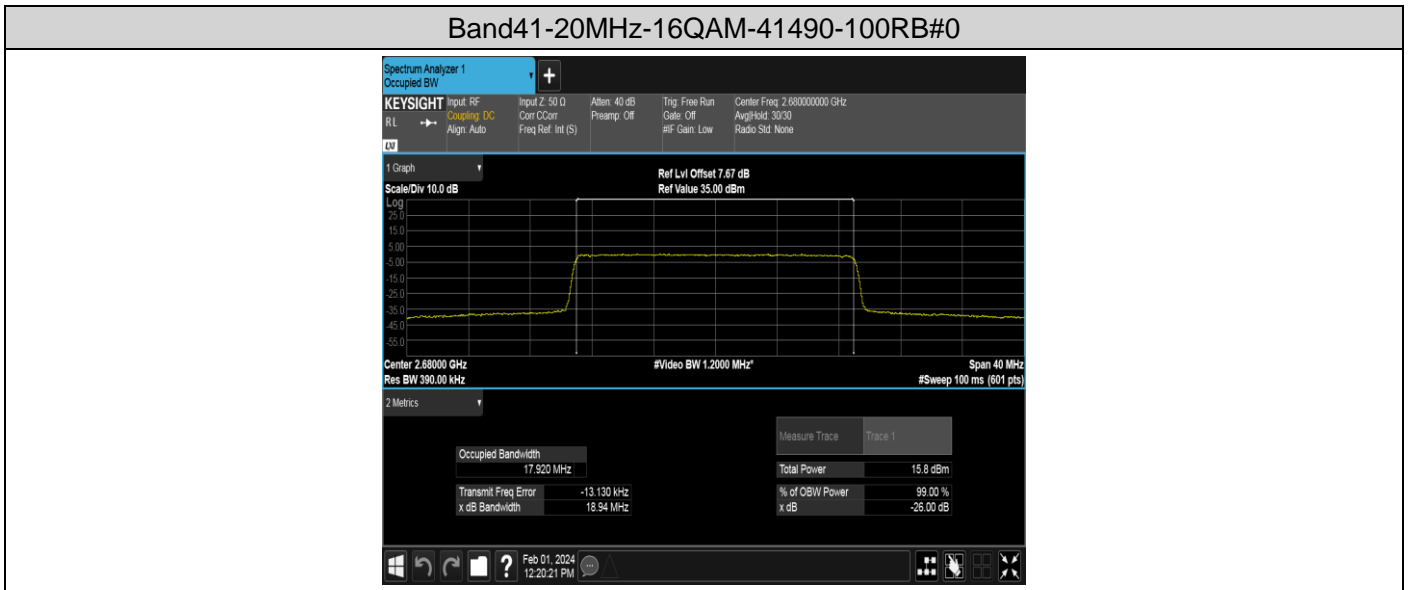 Band41-20MHz-16QAM-41490-100RB#0
Spectrum Analyzer 1
Occupied BW
KEYSIGHT
RL
LXI
Input: RF
Coupling: DC
Align: Auto
Input Z: 50 Ω
Corr CCorr
Freq Ref: Int (S)
Atten: 40 dB
Preamp: Off
Trig: Free Run
Gate: Off
#IF Gain: Low
Center Freq: 2.680000000 GHz
Avg|Hold: 30/30
Radio Std: None
1 Graph
Scale/Div 10.0 dB
Ref Lvl Offset 7.67 dB
Ref Value 35.00 dBm
Log
25.0
15.0
5.00
-5.00
-15.0
-25.0
-35.0
-45.0
-55.0
Center 2.68000 GHz
#Video BW 1.2000 MHz*
Span 40 MHz
Res BW 390.00 kHz
#Sweep 100 ms (601 pts)
2 Metrics
Measure Trace Trace 1
Occupied Bandwidth
17.920 MHz
Total Power 15.8 dBm
Transmit Freq Error -13.130 kHz
% of OBW Power 99.00 %
x dB Bandwidth 18.94 MHz
x dB -26.00 dB
?
Feb 01, 2024
12:20:21 PM